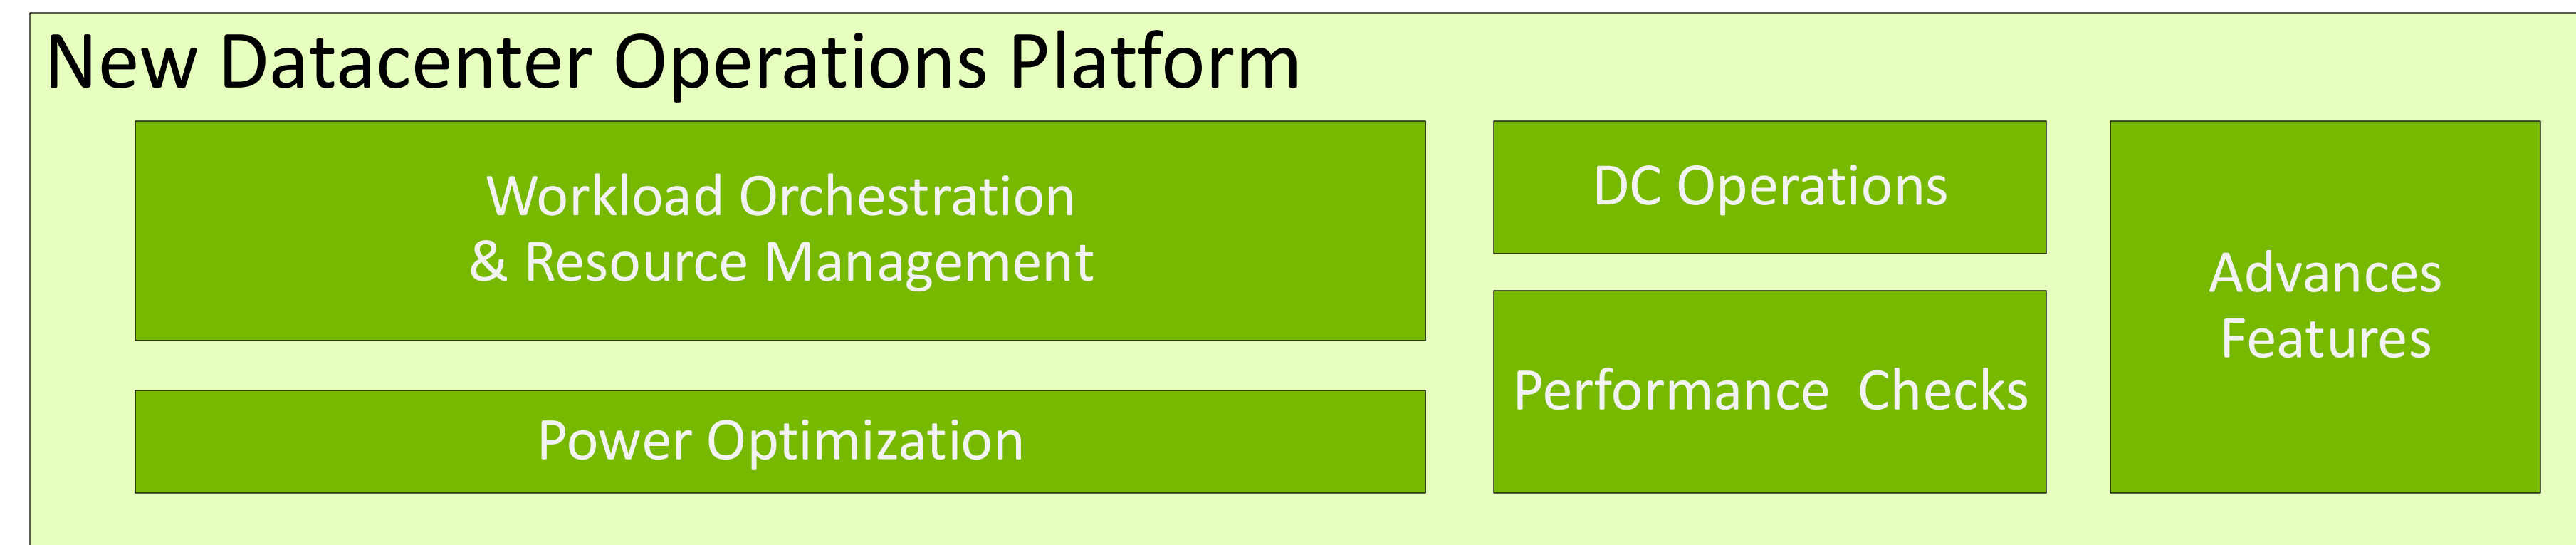 New Datacenter Operations Platform
Workload Orchestration
& Resource Management
Power Optimization
DC Operations
Performance  Checks
Advances
Features